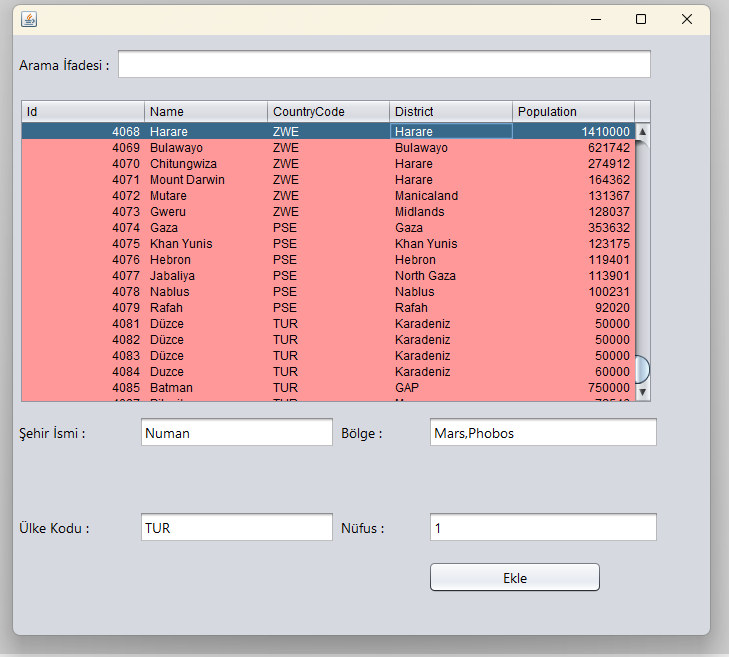 Arama İfadesi :
Id Name CountryCode District Population
4068 Harare ZWE Harare 1410000
4069 Bulawayo ZWE Bulawayo 621742
4070 Chitungwiza ZWE Harare 274912
4071 Mount Darwin ZWE Harare 164362
4072 Mutare ZWE Manicaland 131367
4073 Gweru ZWE Midlands 128037
4074 Gaza PSE Gaza 353632
4075 Khan Yunis PSE Khan Yunis 123175
4076 Hebron PSE Hebron 119401
4077 Jabaliya PSE North Gaza 113901
4078 Nablus PSE Nablus 100231
4079 Rafah PSE Rafah 92020
4081 Düzce TUR Karadeniz 50000
4082 Düzce TUR Karadeniz 50000
4083 Düzce TUR Karadeniz 50000
4084 Duzce TUR Karadeniz 60000
4085 Batman TUR GAP 750000
Şehir İsmi : Numan Bölge : Mars,Phobos
Ülke Kodu : TUR Nüfus : 1
Ekle